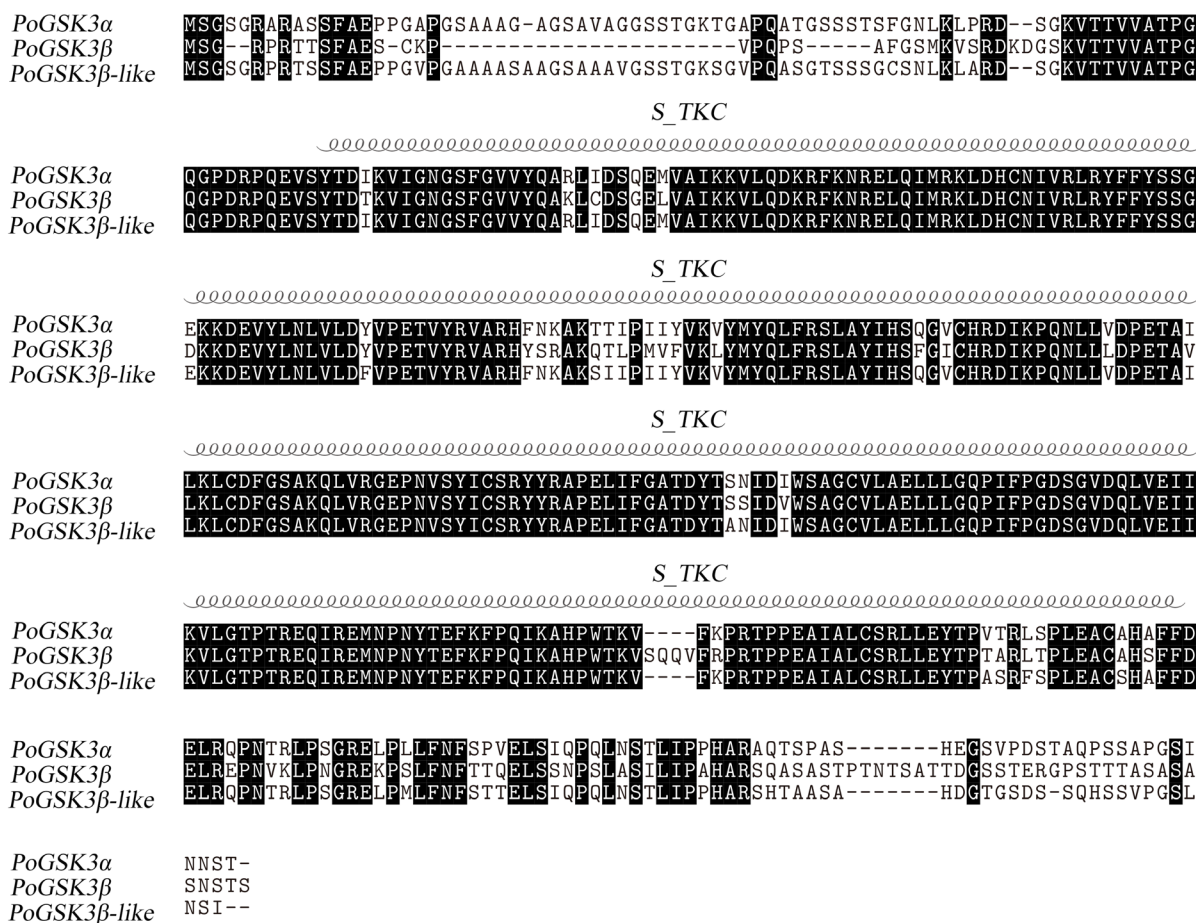 PoGSK3α MSGSGRARASSFAEPPGAPGSAAAG-AGSAVAGGSSTGKTGAPQATGSSSTSFGNLKLPRD--SGKVTTVVATPG
PoGSK3β MSG--RPRTTSFAES-CKP----------------------VPQPS-----AFGSMKVSRDKDGSKVTTVVATPG
PoGSK3β-like MSGSGRPRTSSFAEPPGVPGAAAASAAGSAAAVGSSTGKSGVPQASGTSSSGCSNLKLARD--SGKVTTVVATPG
S_TKC
PoGSK3α QGPDRPQEVSYTDIKVIGNGSFGVVYQARLIDSQEMVAIKKVLQDKRFKNRELQIMRKLDHCNIVRLRYFFYSSG
PoGSK3β QGPDRPQEVSYTDTKVIGNGSFGVVYQAKLCDSGELVAIKKVLQDKRFKNRELQIMRKLDHCNIVRLRYFFYSSG
PoGSK3β-like QGPDRPQEVSYTDIKVIGNGSFGVVYQARLIDSQEMVAIKKVLQDKRFKNRELQIMRKLDHCNIVRLRYFFYSSG
S_TKC
PoGSK3α EKKDEVYLNLVLDYVPETVYRVARHFNKAKTTIPIIYVKVYMYQLFRSLAYIHSQGVCHRDIKPQNLLVDPETAI
PoGSK3β DKKDEVYLNLVLDYVPETVYRVARHYSRAKQTLPMVFVKLYMYQLFRSLAYIHSFGICHRDIKPQNLLLDPETAV
PoGSK3β-like EKKDEVYLNLVLDFVPETVYRVARHFNKAKSIIPIIYVKVYMYQLFRSLAYIHSQGVCHRDIKPQNLLVDPETAI
S_TKC
PoGSK3α LKLCDFGSAKQLVRGEPNVSYICSRYYRAPELIFGATDYTSNIDIWSAGCVLAELLLGQPIFPGDSGVDQLVEII
PoGSK3β LKLCDFGSAKQLVRGEPNVSYICSRYYRAPELIFGATDYTSSIDVWSAGCVLAELLLGQPIFPGDSGVDQLVEII
PoGSK3β-like LKLCDFGSAKQLVRGEPNVSYICSRYYRAPELIFGATDYTANIDIWSAGCVLAELLLGQPIFPGDSGVDQLVEII
S_TKC
PoGSK3α KVLGTPTREQIREMNPNYTEFKFPQIKAHPWTKV----FKPRTPPEAIALCSRLLEYTPVTRLSPLEACAHAFFD
PoGSK3β KVLGTPTREQIREMNPNYTEFKFPQIKAHPWTKVSQQVFRPRTPPEAIALCSRLLEYTPTARLTPLEACAHSFFD
PoGSK3β-like KVLGTPTREQIREMNPNYTEFKFPQIKAHPWTKV----FKPRTPPEAIALCSRLLEYTPASRFSPLEACSHAFFD
PoGSK3α ELRQPNTRLPSGRELPLLFNFSPVELSIQPQLNSTLIPPHARAQTSPAS-------HEGSVPDSTAQPSSAPGSI
PoGSK3β ELREPNVKLPNGREKPSLFNFTTQELSSNPSLASILIPAHARSQASASTPTNTSATTDGSSTERGPSTTTASASA
PoGSK3β-like ELRQPNTRLPSGRELPMLFNFSTTELSIQPQLNSTLIPPHARSHTAASA-------HDGTGSDS-SQHSSVPGSL
PoGSK3α NNST-
PoGSK3β SNSTS
PoGSK3β-like NSI--